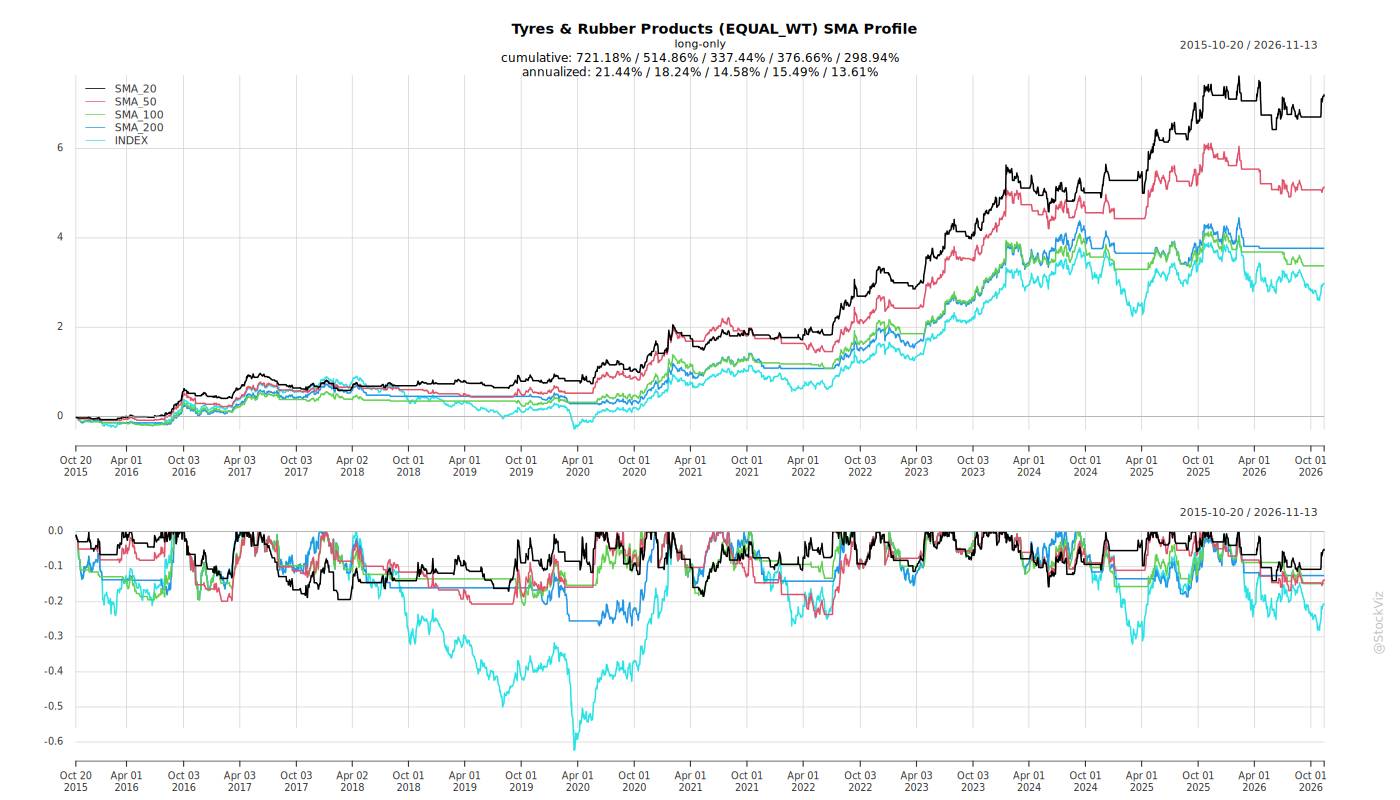 Tyres & Rubber Products (EQUAL_WT) SMA Profile
long-only
cumulative: 721.18% / 514.86% / 337.44% / 376.66% / 298.94%
annualized: 21.44% / 18.24% / 14.58% / 15.49% / 13.61%
2015-10-20 / 2026-11-13
SMA_20
SMA_50
SMA_100
SMA_200
INDEX
6
4
2
0
Oct 20 Apr 01 Oct 03 Apr 03 Oct 03 Apr 02 Oct 01 Apr 01 Oct 01 Apr 01 Oct 01 Apr 01 Oct 01 Apr 01 Oct 03 Apr 03 Oct 03 Apr 01 Oct 01 Apr 01 Oct 01 Apr 01 Oct 01
2015 2016 2016 2017 2017 2018 2018 2019 2019 2020 2020 2021 2021 2022 2022 2023 2023 2024 2024 2025 2025 2026 2026
2015-10-20 / 2026-11-13
0.0
-0.1
-0.2
-0.3
-0.4
-0.5
-0.6
Oct 20 Apr 01 Oct 03 Apr 03 Oct 03 Apr 02 Oct 01 Apr 01 Oct 01 Apr 01 Oct 01 Apr 01 Oct 01 Apr 01 Oct 03 Apr 03 Oct 03 Apr 01 Oct 01 Apr 01 Oct 01 Apr 01 Oct 01
2015 2016 2016 2017 2017 2018 2018 2019 2019 2020 2020 2021 2021 2022 2022 2023 2023 2024 2024 2025 2025 2026 2026
@StockViz